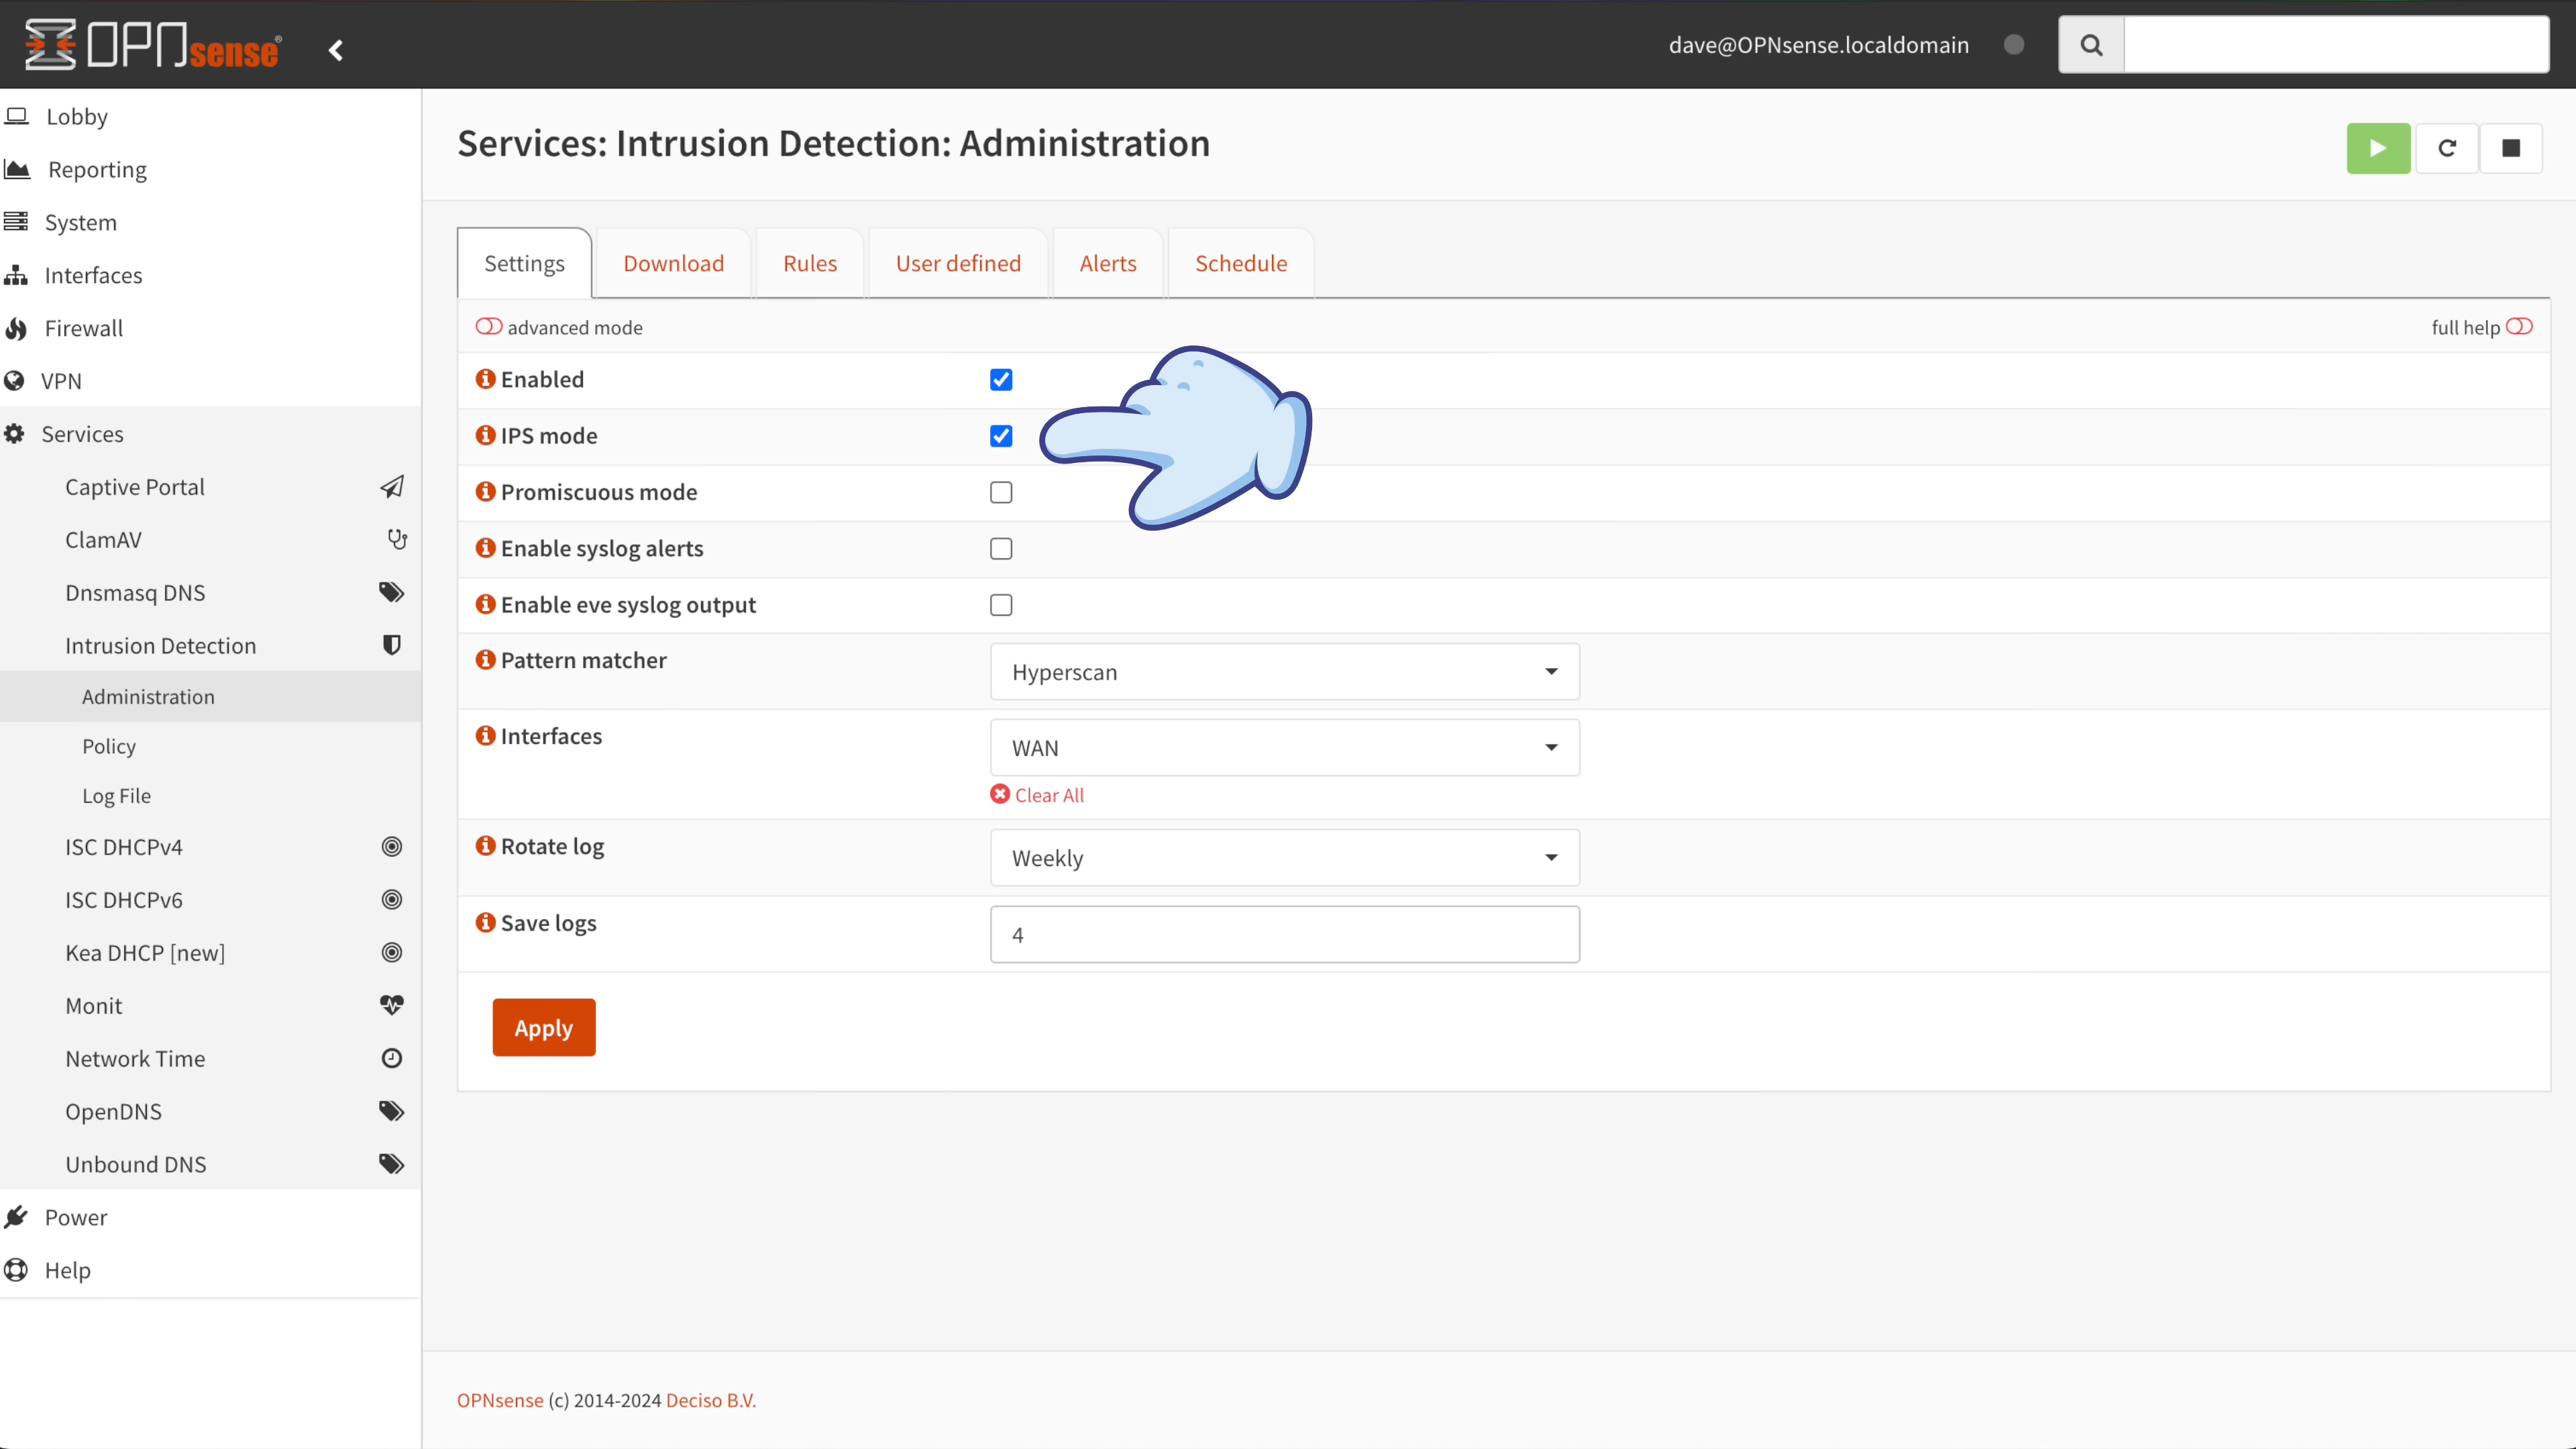 OPNsense®
dave@OPNsense.localdomain
Lobby
Reporting
System
Interfaces
Firewall
VPN
Services
Captive Portal
ClamAV
Dnsmasq DNS
Intrusion Detection
Administration
Policy
Log File
ISC DHCPv4
ISC DHCPv6
Kea DHCP [new]
Monit
Network Time
OpenDNS
Unbound DNS
Power
Help
Services: Intrusion Detection: Administration
Settings Download Rules User defined Alerts Schedule
advanced mode full help
Enabled
IPS mode
Promiscuous mode
Enable syslog alerts
Enable eve syslog output
Pattern matcher Hyperscan
Interfaces WAN
Clear All
Rotate log Weekly
Save logs 4
Apply
OPNsense (c) 2014-2024 Deciso B.V.